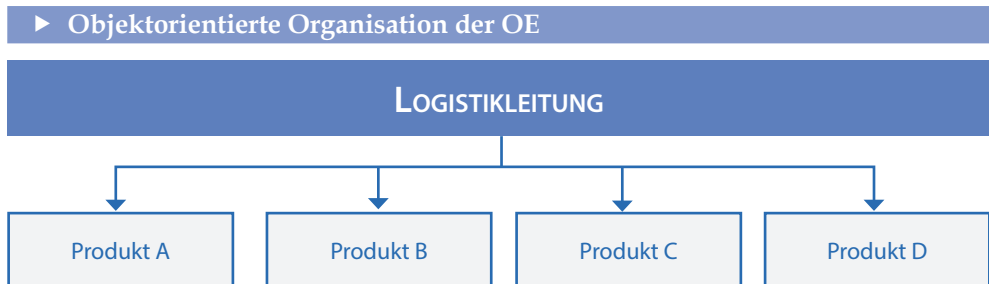 ▶ Objektorientierte Organisation der OE
LOGISTIKLEITUNG
Produkt A Produkt B Produkt C Produkt D